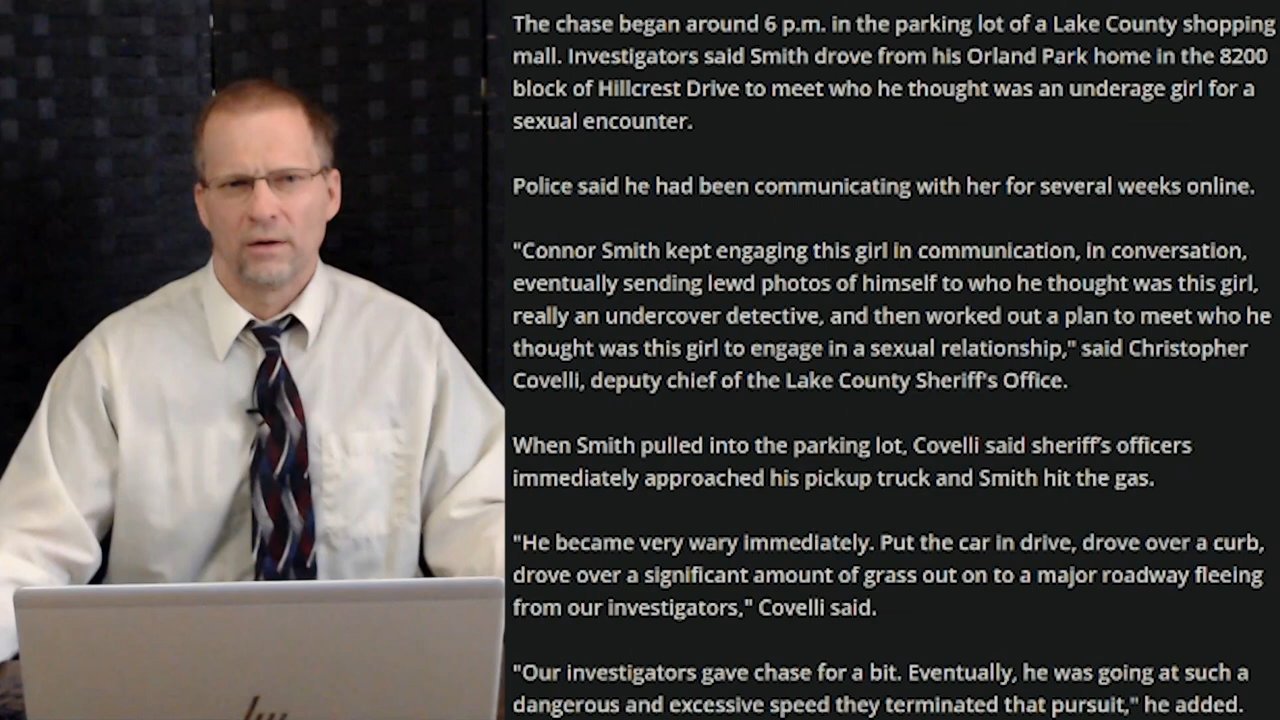 The chase began around 6 p.m. in the parking lot of a Lake County shopping
mall. Investigators said Smith drove from his Orland Park home in the 8200
block of Hillcrest Drive to meet who he thought was an underage girl for a
sexual encounter.
Police said he had been communicating with her for several weeks online.
"Connor Smith kept engaging this girl in communication, in conversation,
eventually sending lewd photos of himself to who he thought was this girl,
really an undercover detective, and then worked out a plan to meet who he
thought was this girl to engage in a sexual relationship," said Christopher
Covelli, deputy chief of the Lake County Sheriff's Office.
When Smith pulled into the parking lot, Covelli said sheriff’s officers
immediately approached his pickup truck and Smith hit the gas.
"He became very wary immediately. Put the car in drive, drove over a curb,
drove over a significant amount of grass out on to a major roadway fleeing
from our investigators," Covelli said.
"Our investigators gave chase for a bit. Eventually, he was going at such a
dangerous and excessive speed they terminated that pursuit," he added.
hp